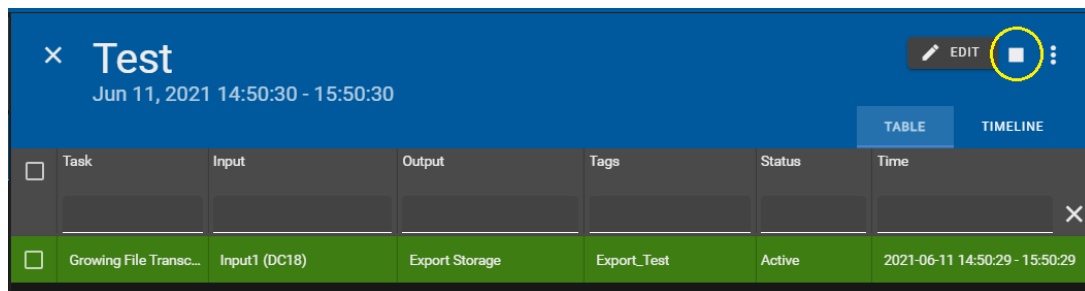 Test
EDIT
Jun 11, 2021 14:50:30 - 15:50:30
TABLE TIMELINE
Task Input Output Tags Status Time
Growing File Transc... Input1 (DC18) Export Storage Export_Test Active 2021-06-11 14:50:29 - 15:50:29